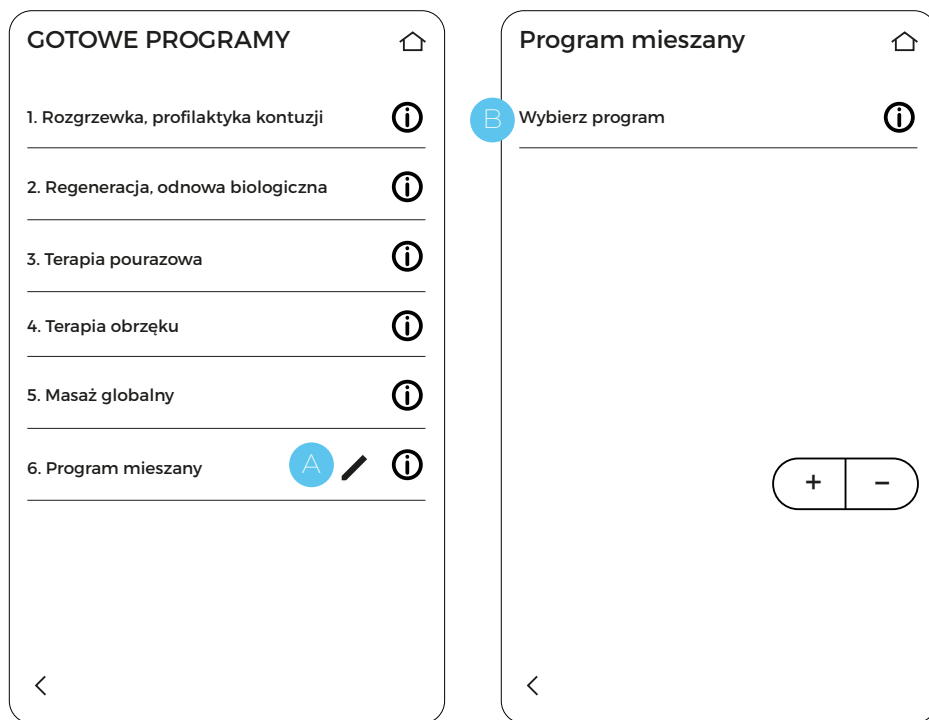 GOTOWE PROGRAMY
1. Rozgrzewka, profilaktyka kontuzji
2. Regeneracja, odnowa biologiczna
3. Terapia pourazowa
4. Terapia obrzęku
5. Masaż globalny
6. Program mieszany
A
Program mieszany
B
Wybierz program
+ −